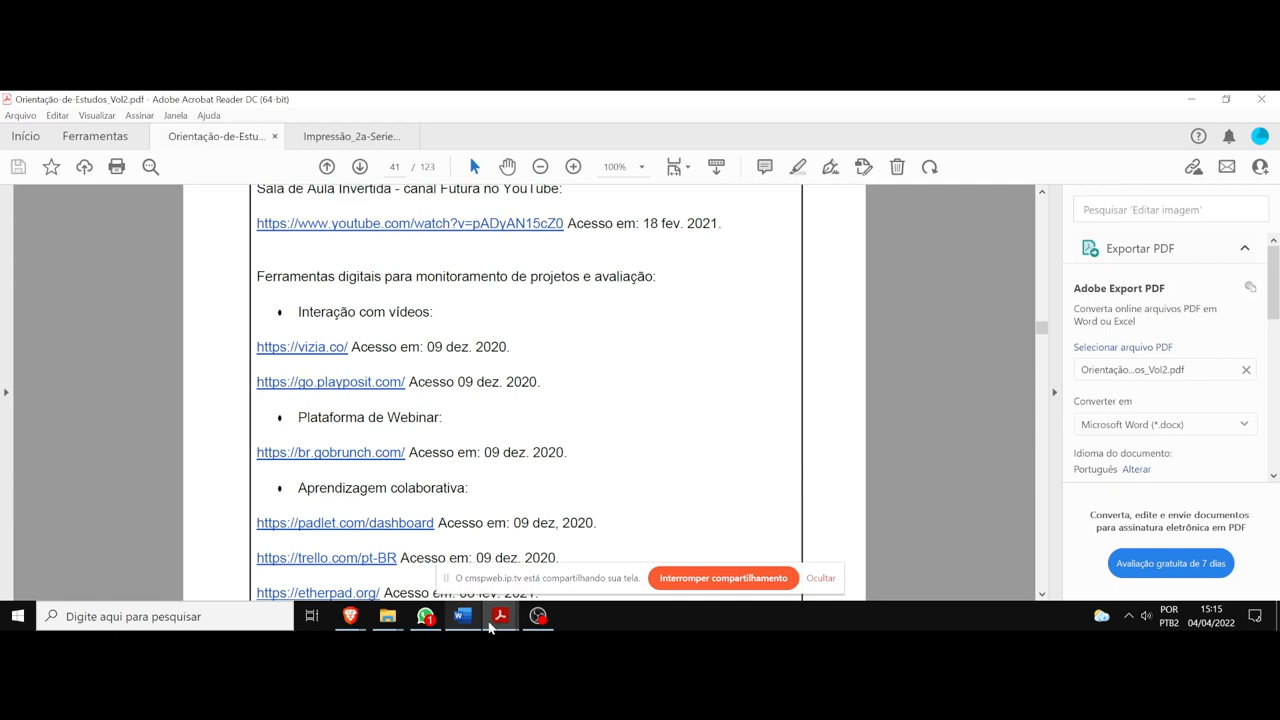 Orientação-de-Estudos_Vol2.pdf - Adobe Acrobat Reader DC (64-bit)
Arquivo Editar Visualizar Assinar Janela Ajuda
Início Ferramentas Orientação-de-Estu... × Impressão_2a-Serie...
41 / 123 100%
Sala de Aula Invertida - canal Futura no YouTube:
https://www.youtube.com/watch?v=pADyAN15cZ0 Acesso em: 18 fev. 2021.
Ferramentas digitais para monitoramento de projetos e avaliação:
• Interação com vídeos:
https://vizia.co/ Acesso em: 09 dez. 2020.
https://go.playposit.com/ Acesso 09 dez. 2020.
• Plataforma de Webinar:
https://br.gobrunch.com/ Acesso em: 09 dez. 2020.
• Aprendizagem colaborativa:
https://padlet.com/dashboard Acesso em: 09 dez, 2020.
https://trello.com/pt-BR Acesso em: 09 dez. 2020.
https://etherpad.org/ Acesso
Pesquisar 'Editar imagem'
Exportar PDF
Adobe Export PDF
Converta online arquivos PDF em
Word ou Excel
Selecionar arquivo PDF
Orientação...os_Vol2.pdf
Converter em
Microsoft Word (*.docx)
Idioma do documento:
Português Alterar
Converta, edite e envie documentos
para assinatura eletrônica em PDF
Avaliação gratuita de 7 dias
O cmspweb.ip.tv está compartilhando sua tela. Interromper compartilhamento Ocultar
Digite aqui para pesquisar
1
POR 15:15
PTB2 04/04/2022